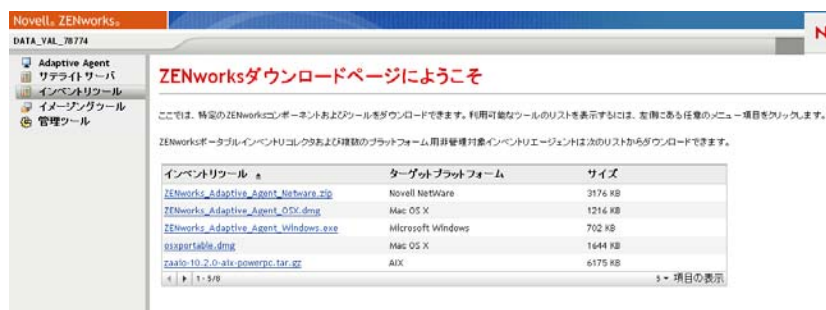 Novell® ZENworks®
N
DATA_VAL_78774
Adaptive Agent
サテライトサーバ
インベントリツール
イメージングツール
管理ツール
ZENworksダウンロードページにようこそ
ここでは、特定のZENworksコンポーネントおよびツールをダウンロードできます。利用可能なツールのリストを表示するには、左側にある任意のメニュー項目をクリックします。
ZENworksポータブルインベントリコレクタおよび複数のプラットフォーム用非管理対象インベントリエージェントは次のリストからダウンロードできます。
インベントリツール ターゲットプラットフォーム サイズ
ZENworks_Adaptive_Agent_Netware.zip Novell NetWare 3176 KB
ZENworks_Adaptive_Agent_OSX.dmg Mac OS X 1216 KB
ZENworks_Adaptive_Agent_Windows.exe Microsoft Windows 702 KB
osxportable.dmg Mac OS X 1644 KB
zaaio-10.2.0-aix-powerpc.tar.gz AIX 6175 KB
1 - 5/8 5 項目の表示